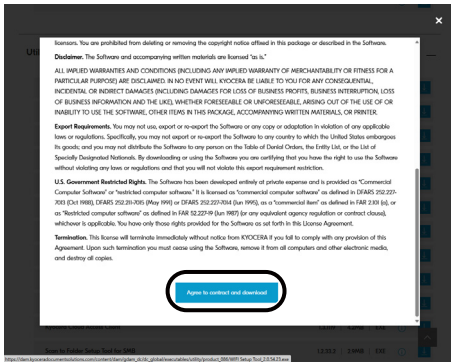 licensors. You are prohibited from deleting or removing the copyright notice affixed in this package or described in the Software.
Disclaimer. The Software and accompanying written materials are licensed "as is."
ALL IMPLIED WARRANTIES AND CONDITIONS (INCLUDING ANY IMPLIED WARRANTY OF MERCHANTABILITY OR FITNESS FOR A
PARTICULAR PURPOSE) ARE DISCLAIMED. IN NO EVENT WILL KYOCERA BE LIABLE TO YOU FOR ANY CONSEQUENTIAL,
INCIDENTAL OR INDIRECT DAMAGES (INCLUDING DAMAGES FOR LOSS OF BUSINESS PROFITS, BUSINESS INTERRUPTION, LOSS
OF BUSINESS INFORMATION AND THE LIKE), WHETHER FORESEEABLE OR UNFORESEEABLE, ARISING OUT OF THE USE OF OR
INABILITY TO USE THE SOFTWARE, OTHER ITEMS IN THIS PACKAGE, ACCOMPANYING WRITTEN MATERIALS, OR PRINTER.
Export Requirements. You may not use, export or re-export the Software or any copy or adaptation in violation of any applicable
laws or regulations. Specifically, you may not export or re-export the Software to any country to which the United States embargoes
its goods; and you may not distribute the Software to any person on the Table of Denial Orders, the Entity List, or the List of
Specially Designated Nationals. By downloading or using the Software you are certifying that you have the right to use the Software
without violating any laws or regulations and that you will not violate this export requirement restriction.
U.S. Government Restricted Rights. The Software has been developed entirely at private expense and is provided as "Commercial
Computer Software" or "restricted computer software." It is licensed as "commercial computer software" as defined in DFARS 252.227-
7013 (Oct 1988), DFARS 252.211-7015 (May 1991) or DFARS 252.227-7014 (Jun 1995), as a "commercial item" as defined in FAR 2.101 (a), or
as "Restricted computer software" as defined in FAR 52.227-19 (Jun 1987) (or any equivalent agency regulation or contract clause),
whichever is applicable. You have only those rights provided for the Software as set forth in this License Agreement.
Termination. This license will terminate immediately without notice from KYOCERA if you fail to comply with any provision of this
Agreement. Upon such termination you must cease using the Software, remove it from all computers and other electronic media,
and destroy all copies.
Agree to contract and download
Scan to Folder Setup Tool for SMB